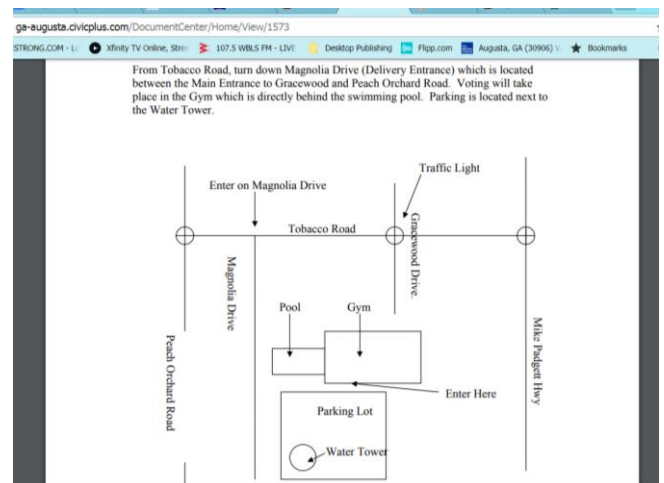 ga-augusta.civicplus.com/DocumentCenter/Home/View/1573
STRONG.COM - Xfinity TV Online, Stre 107.5 WBLS FM - LIVE Desktop Publishing Flipp.com Augusta, GA (30906) Bookmarks
From Tobacco Road, turn down Magnolia Drive (Delivery Entrance) which is located
between the Main Entrance to Gracewood and Peach Orchard Road. Voting will take
place in the Gym which is directly behind the swimming pool. Parking is located next to
the Water Tower.
Traffic Light
Enter on Magnolia Drive
Tobacco Road
Gracewood Drive.
Magnolia Drive
Pool
Gym
Peach Orchard Road
Mike Padgett Hwy
Enter Here
Parking Lot
Water Tower